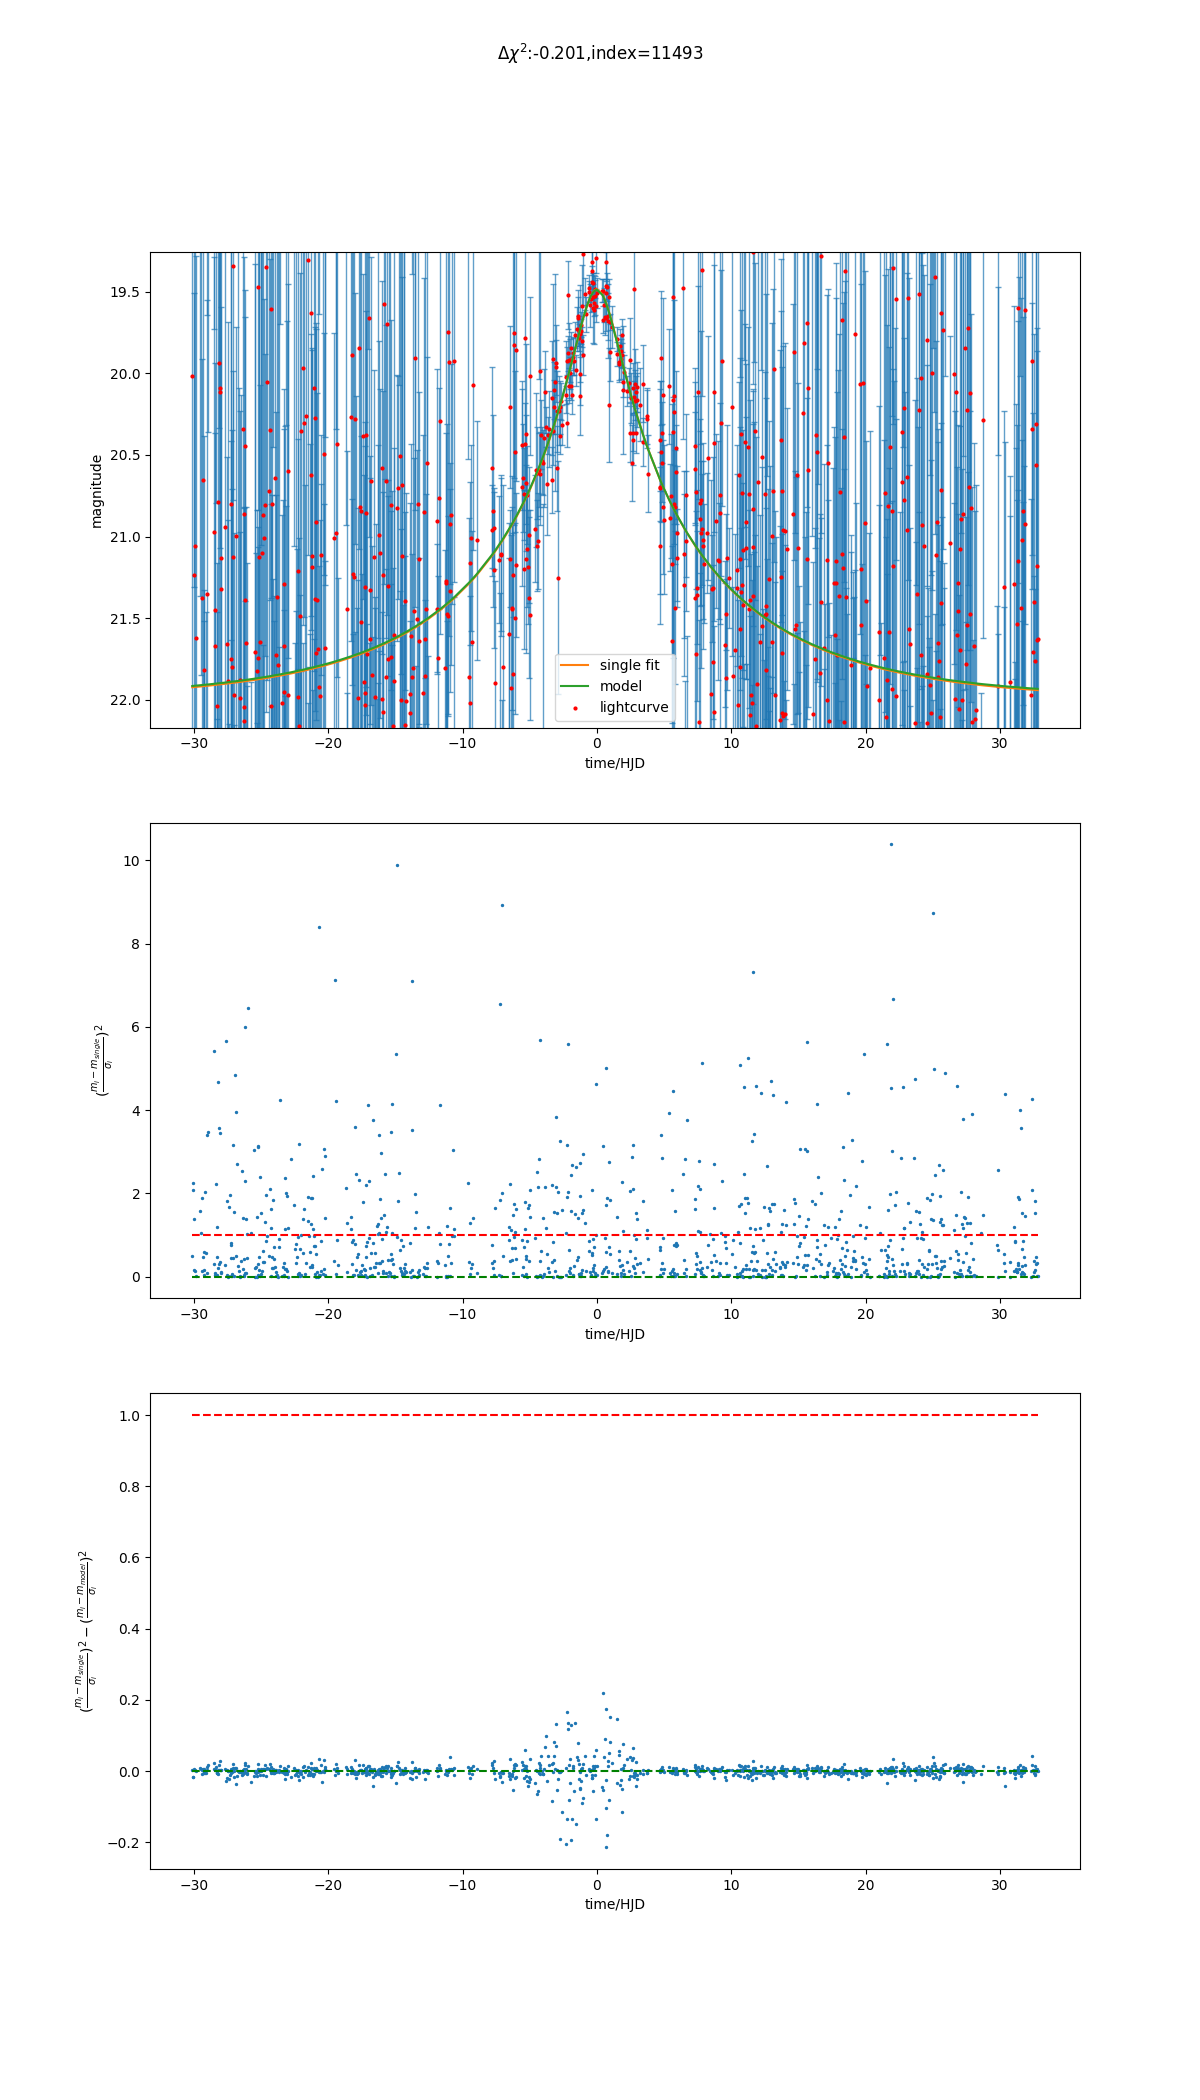 Δχ²:-0.201,index=11493
19.5
20.0
20.5
21.0
21.5
22.0
magnitude
single fit
model
lightcurve
−30 −20 −10 0 10 20 30
time/HJD
10
8
6
4
2
0
(m_i − m_single / σ_i)²
−30 −20 −10 0 10 20 30
time/HJD
1.0
0.8
0.6
0.4
0.2
0.0
−0.2
(m_i − m_single / σ_i)² − (m_i − m_model / σ_i)²
−30 −20 −10 0 10 20 30
time/HJD